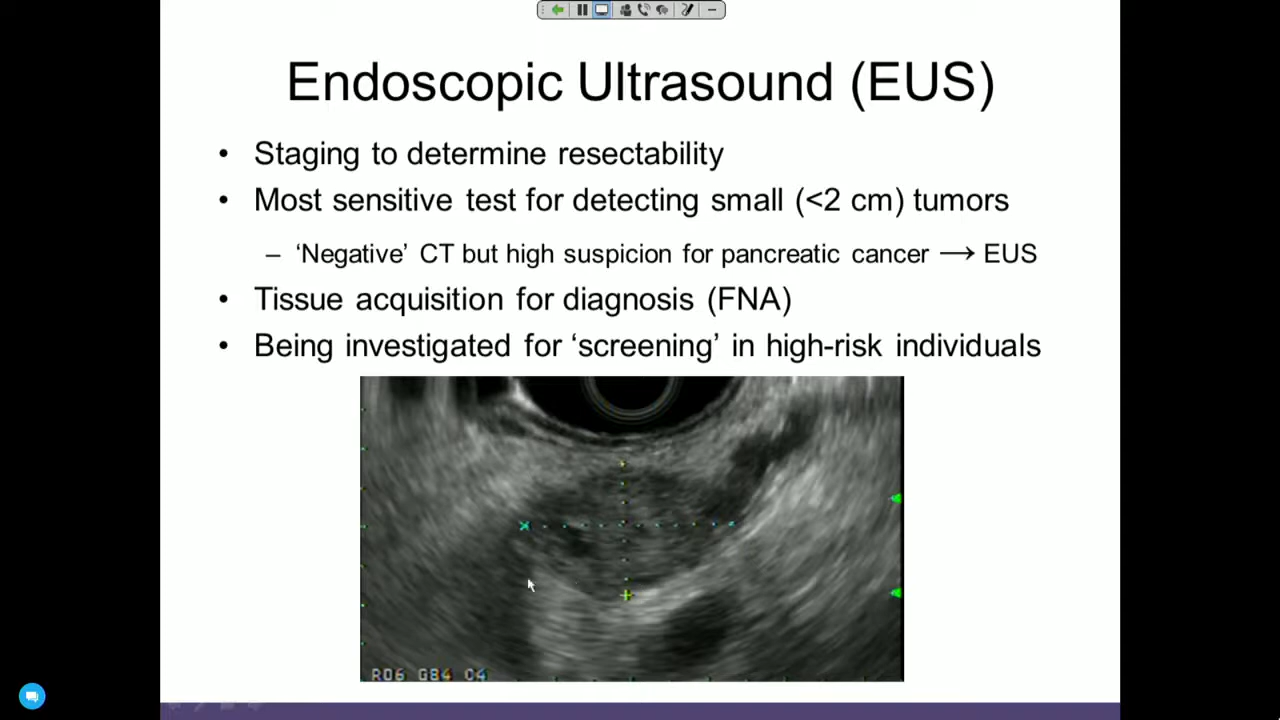 Endoscopic Ultrasound (EUS)
• Staging to determine resectability
• Most sensitive test for detecting small (<2 cm) tumors
– ‘Negative’ CT but high suspicion for pancreatic cancer → EUS
• Tissue acquisition for diagnosis (FNA)
• Being investigated for ‘screening’ in high-risk individuals
R06 G84 C4